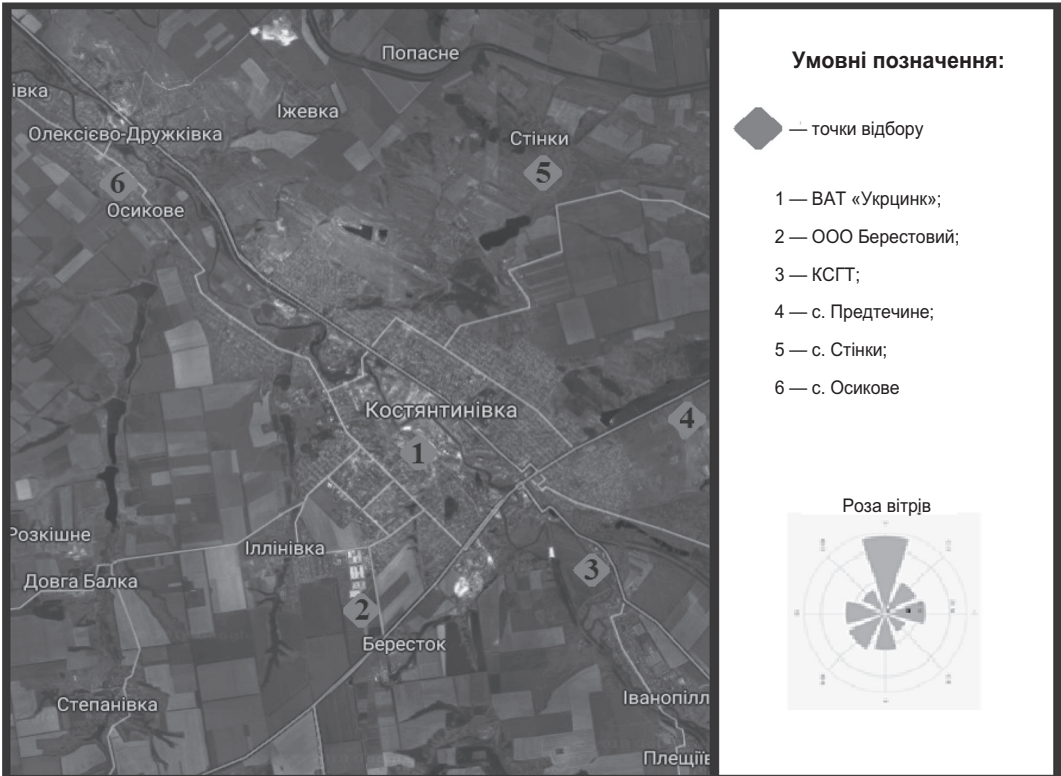 Попасне
івка
Іжевка
Олексієво-Дружківка
Стінки
5
6
Осикове
Костянтинівка
4
1
Розкішне
Іллінівка
3
Довга Балка
2
Бересток
Іванопілл
Степанівка
Плещіїв
Умовні позначення:
— точки відбору
1 — ВАТ «Укрцинк»;
2 — ООО Берестовий;
3 — КСГТ;
4 — с. Предтечине;
5 — с. Стінки;
6 — с. Осикове
Роза вітрів